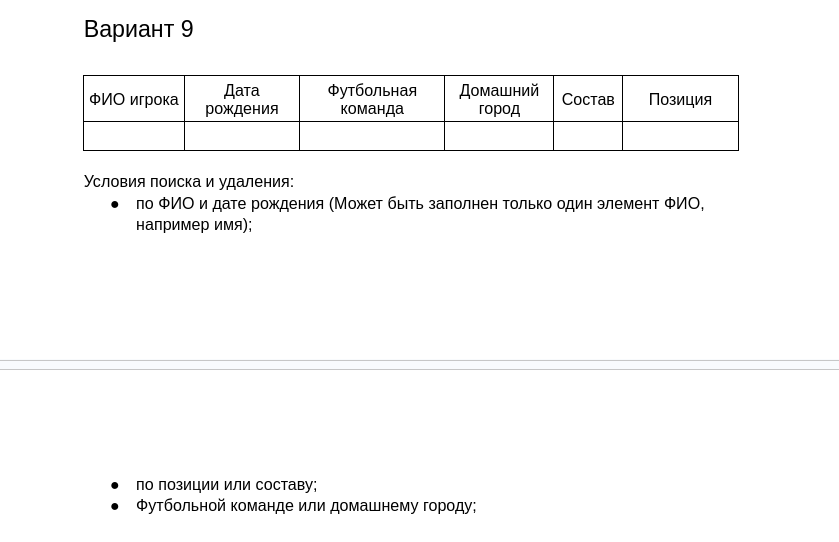 Вариант 9
ФИО игрока
Дата
рождения
Футбольная
команда
Домашний
город
Состав
Позиция
Условия поиска и удаления:
● по ФИО и дате рождения (Может быть заполнен только один элемент ФИО,
например имя);
● по позиции или составу;
● Футбольной команде или домашнему городу;